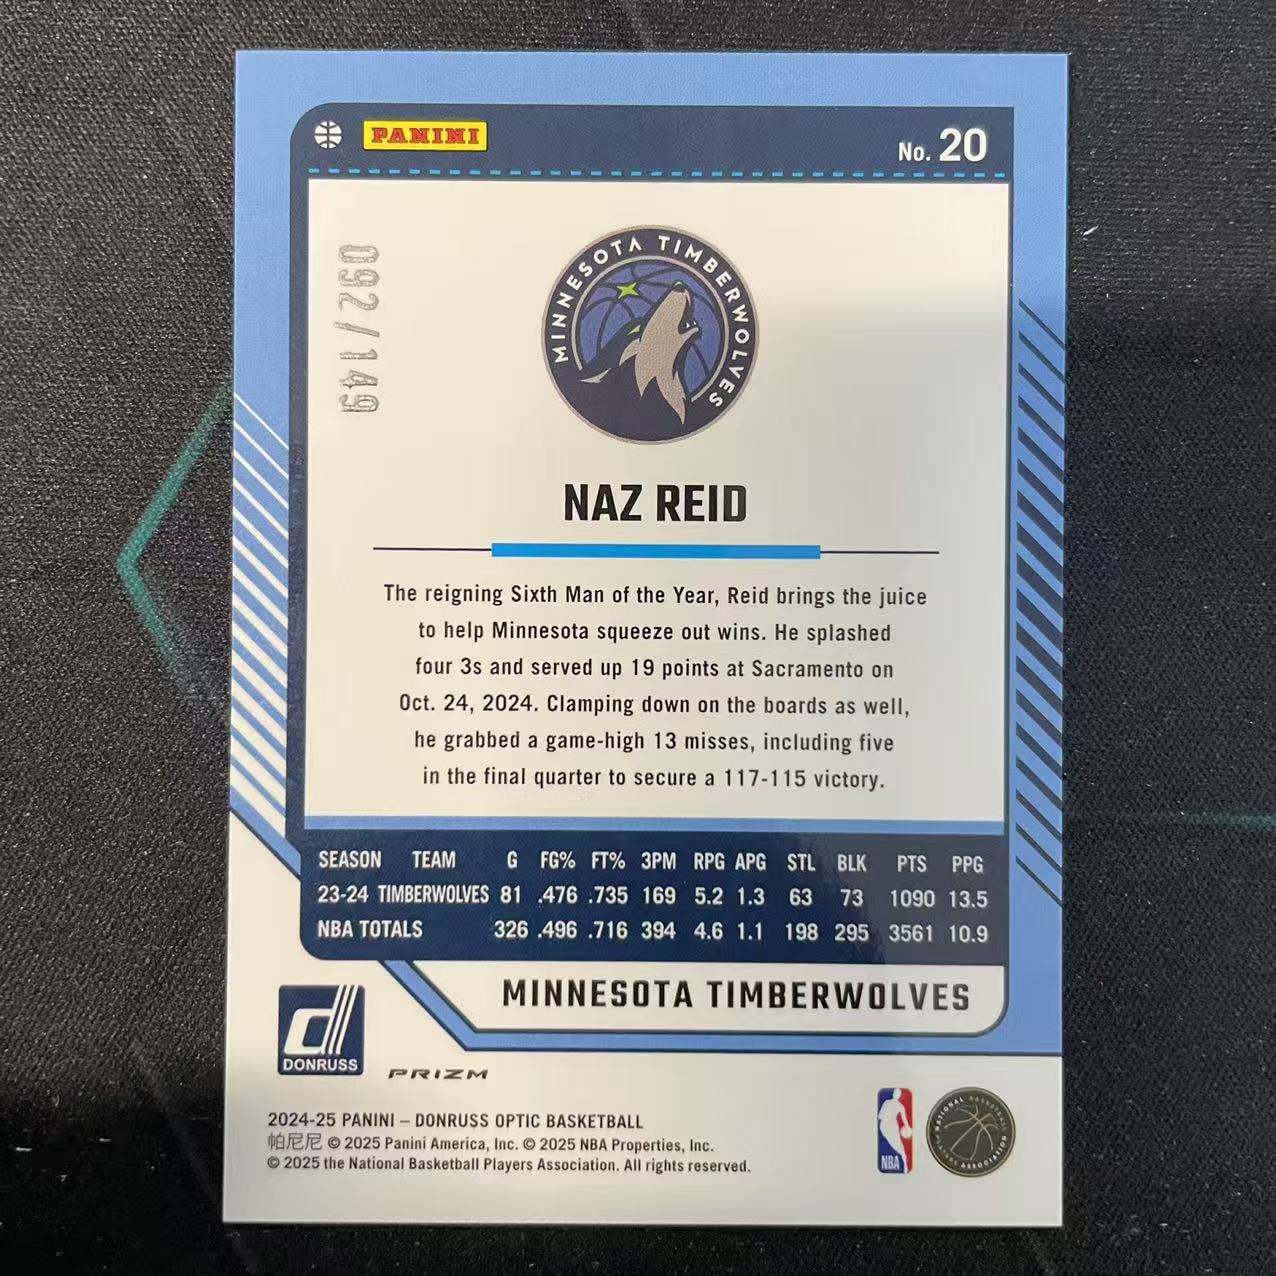 PANINI
No. 20
092/149
MINNESOTA TIMBERWOLVES
NAZ REID
The reigning Sixth Man of the Year, Reid brings the juice
to help Minnesota squeeze out wins. He splashed
four 3s and served up 19 points at Sacramento on
Oct. 24, 2024. Clamping down on the boards as well,
he grabbed a game-high 13 misses, including five
in the final quarter to secure a 117-115 victory.
SEASON TEAM G FG% FT% 3PM RPG APG STL BLK PTS PPG
23-24 TIMBERWOLVES 81 .476 .735 169 5.2 1.3 63 73 1090 13.5
NBA TOTALS 326 .496 .716 394 4.6 1.1 198 295 3561 10.9
MINNESOTA TIMBERWOLVES
d
DONRUSS
PRIZM
2024-25 PANINI – DONRUSS OPTIC BASKETBALL
帕尼尼 © 2025 Panini America, Inc. © 2025 NBA Properties, Inc.
© 2025 the National Basketball Players Association. All rights reserved.
NBA
NATIONAL BASKETBALL
PLAYERS ASSOCIATION